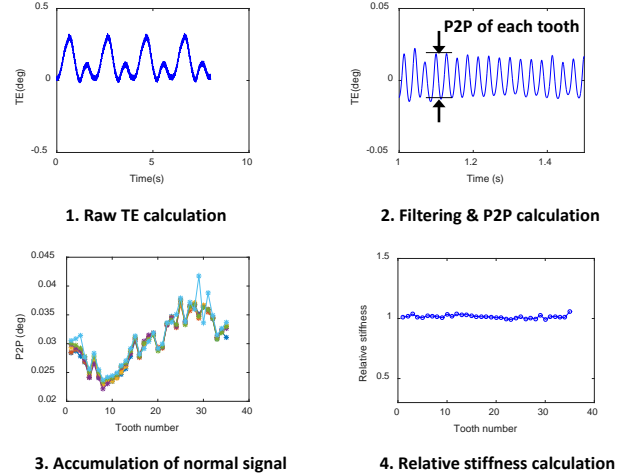 0.5
0
-0.5
TE(deg)
0
5
10
Time(s)
1. Raw TE calculation
P2P of each tooth
0.05
0
-0.05
TE(deg)
1
1.2
1.4
Time (s)
2. Filtering & P2P calculation
0.045
0.04
0.035
0.03
0.025
0.02
P2P (deg)
0
10
20
30
40
Tooth number
3. Accumulation of normal signal
1.5
1
0.5
Relative stiffness
0
10
20
30
40
Tooth number
4. Relative stiffness calculation